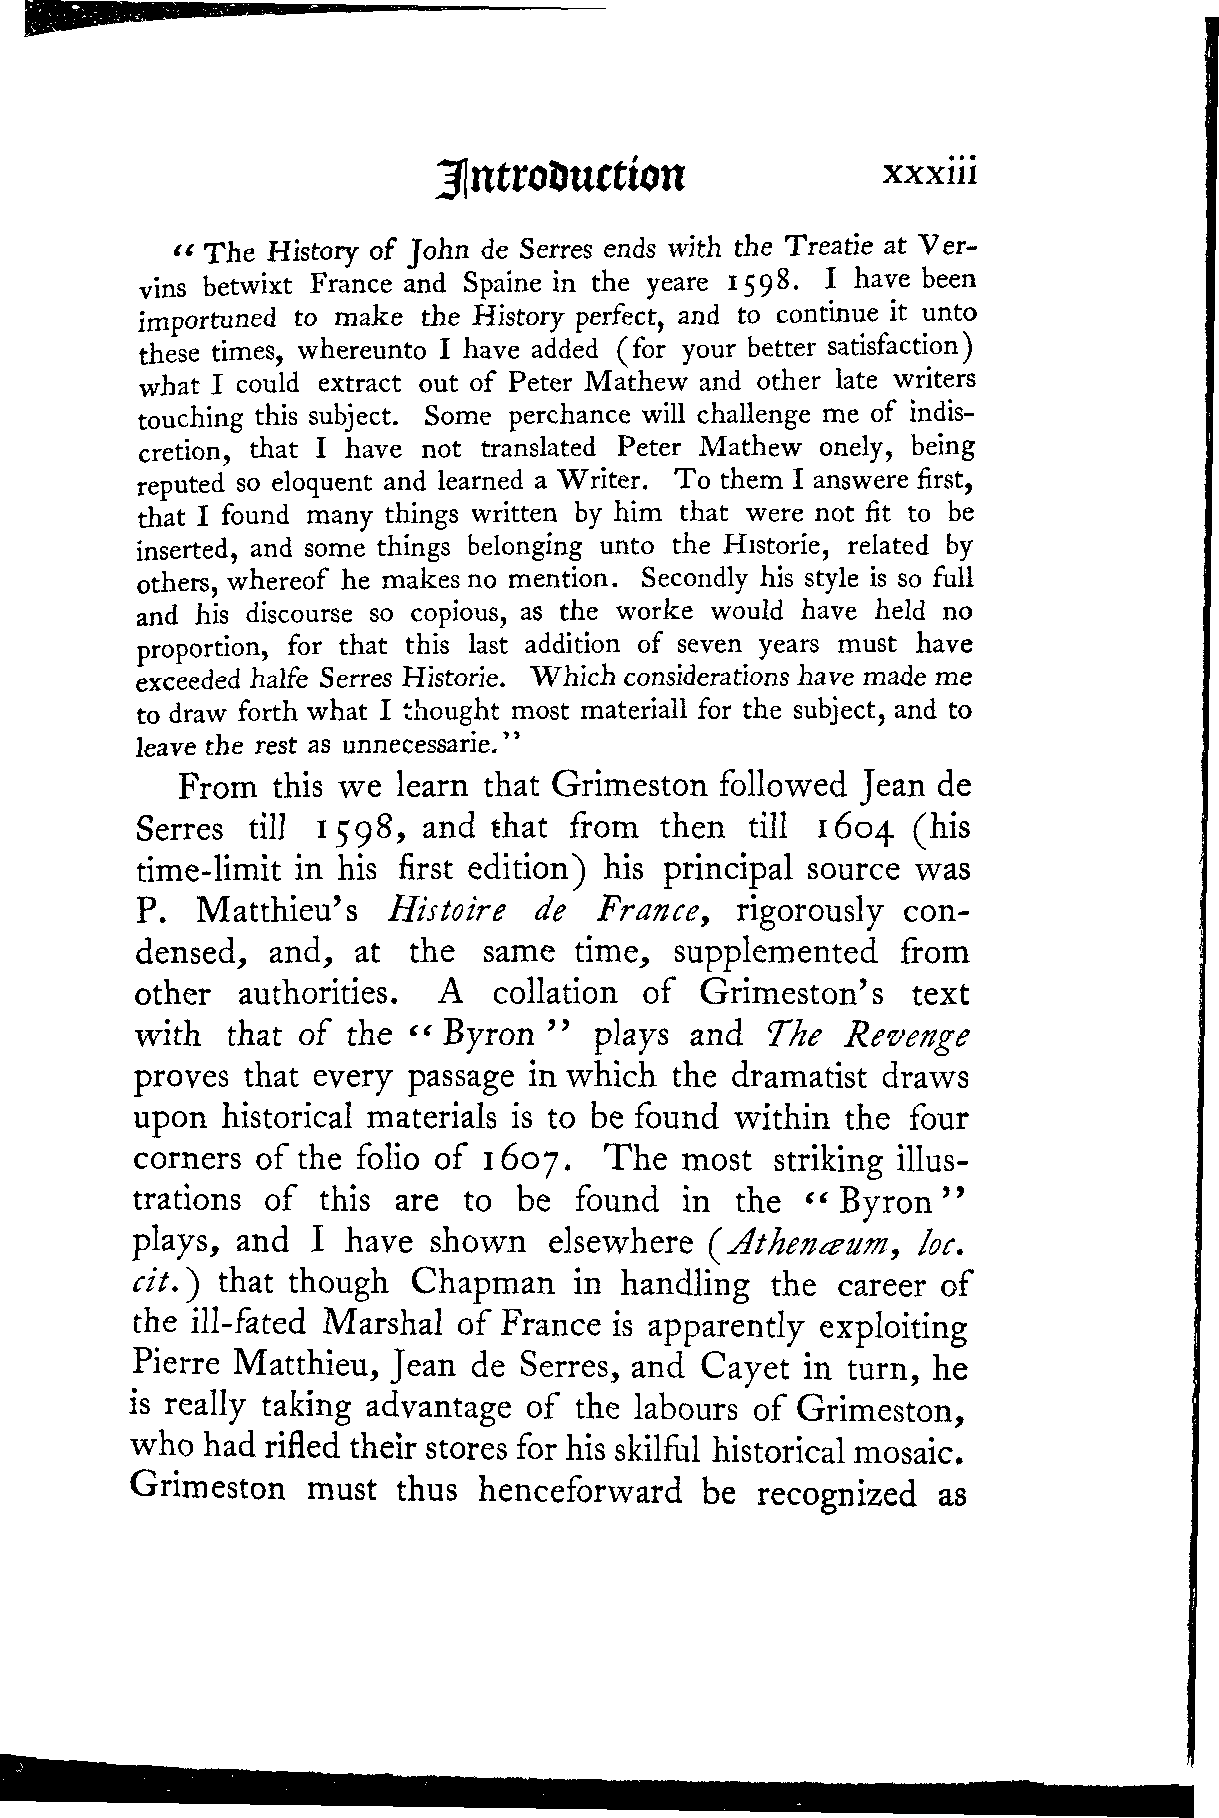 Introduction xxxiii
“ The History of John de Serres ends with the Treatie at Ver-
vins betwixt France and Spaine in the yeare 1598. I have been
importuned to make the History perfect, and to continue it unto
these times, whereunto I have added (for your better satisfaction)
what I could extract out of Peter Mathew and other late writers
touching this subject. Some perchance will challenge me of indis-
cretion, that I have not translated Peter Mathew onely, being
reputed so eloquent and learned a Writer. To them I answere first,
that I found many things written by him that were not fit to be
inserted, and some things belonging unto the Historie, related by
others, whereof he makes no mention. Secondly his style is so full
and his discourse so copious, as the worke would have held no
proportion, for that this last addition of seven years must have
exceeded halfe Serres Historie. Which considerations have made me
to draw forth what I thought most materiall for the subject, and to
leave the rest as unnecessarie.”
From this we learn that Grimeston followed Jean de
Serres till 1598, and that from then till 1604 (his
time-limit in his first edition) his principal source was
P. Matthieu’s Histoire de France, rigorously con-
densed, and, at the same time, supplemented from
other authorities. A collation of Grimeston’s text
with that of the “ Byron ” plays and The Revenge
proves that every passage in which the dramatist draws
upon historical materials is to be found within the four
corners of the folio of 1607. The most striking illus-
trations of this are to be found in the “ Byron ”
plays, and I have shown elsewhere (Athenæum, loc.
cit.) that though Chapman in handling the career of
the ill-fated Marshal of France is apparently exploiting
Pierre Matthieu, Jean de Serres, and Cayet in turn, he
is really taking advantage of the labours of Grimeston,
who had rifled their stores for his skilful historical mosaic.
Grimeston must thus henceforward be recognized as